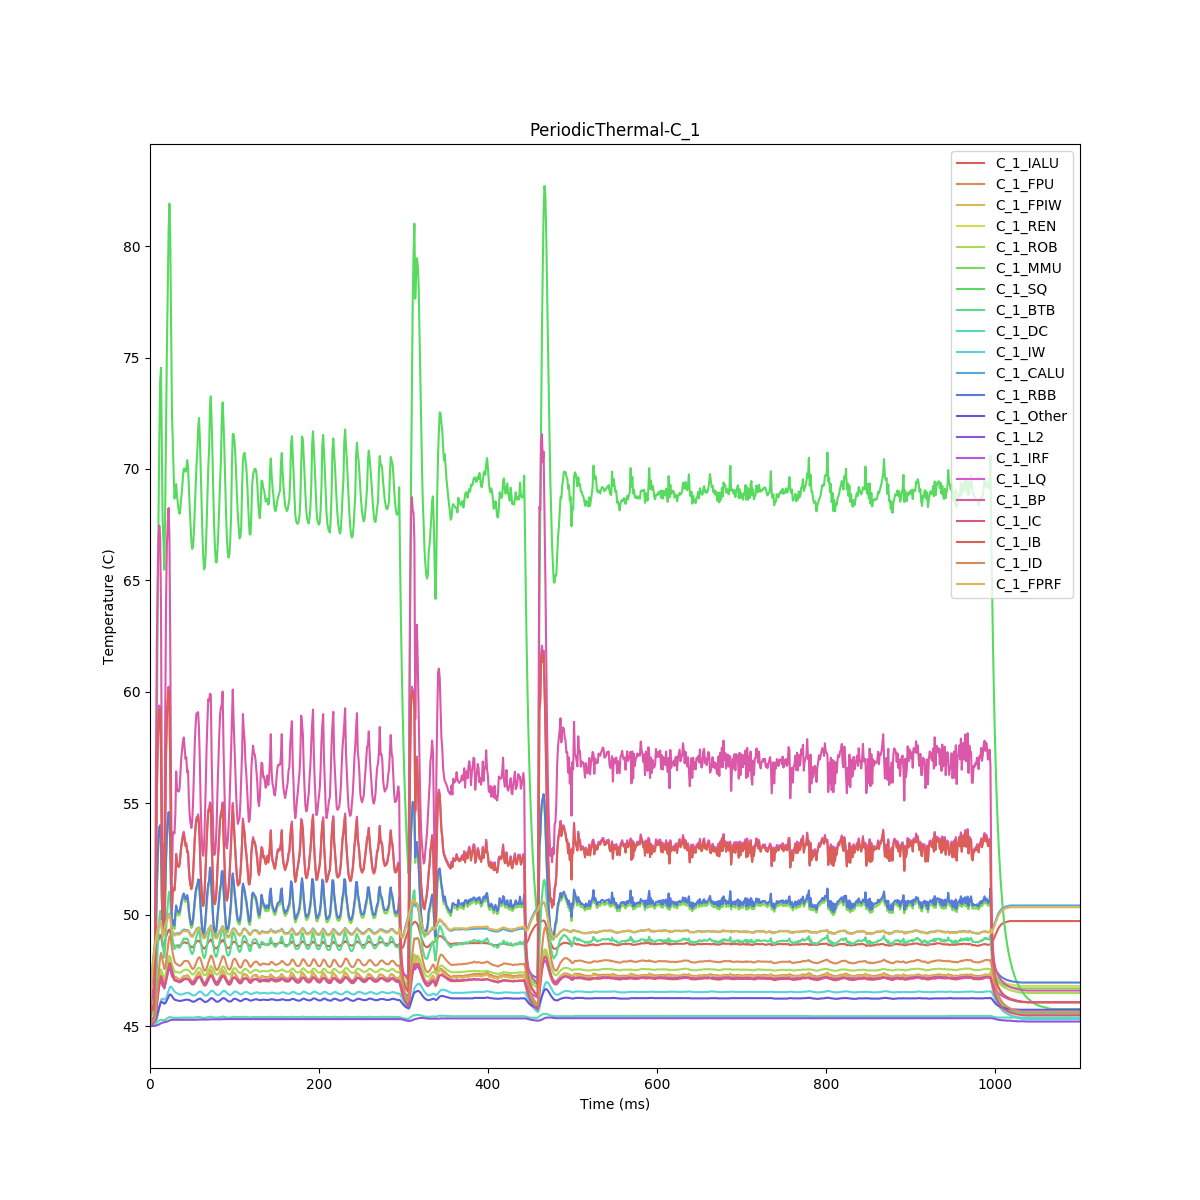 PeriodicThermal-C_1
C_1_IALU
C_1_FPU
C_1_FPIW
C_1_REN
C_1_ROB
C_1_MMU
C_1_SQ
C_1_BTB
C_1_DC
C_1_IW
C_1_CALU
C_1_RBB
C_1_Other
C_1_L2
C_1_IRF
C_1_LQ
C_1_BP
C_1_IC
C_1_IB
C_1_ID
C_1_FPRF
80
75
70
65
60
55
50
45
Temperature (C)
0 200 400 600 800 1000
Time (ms)